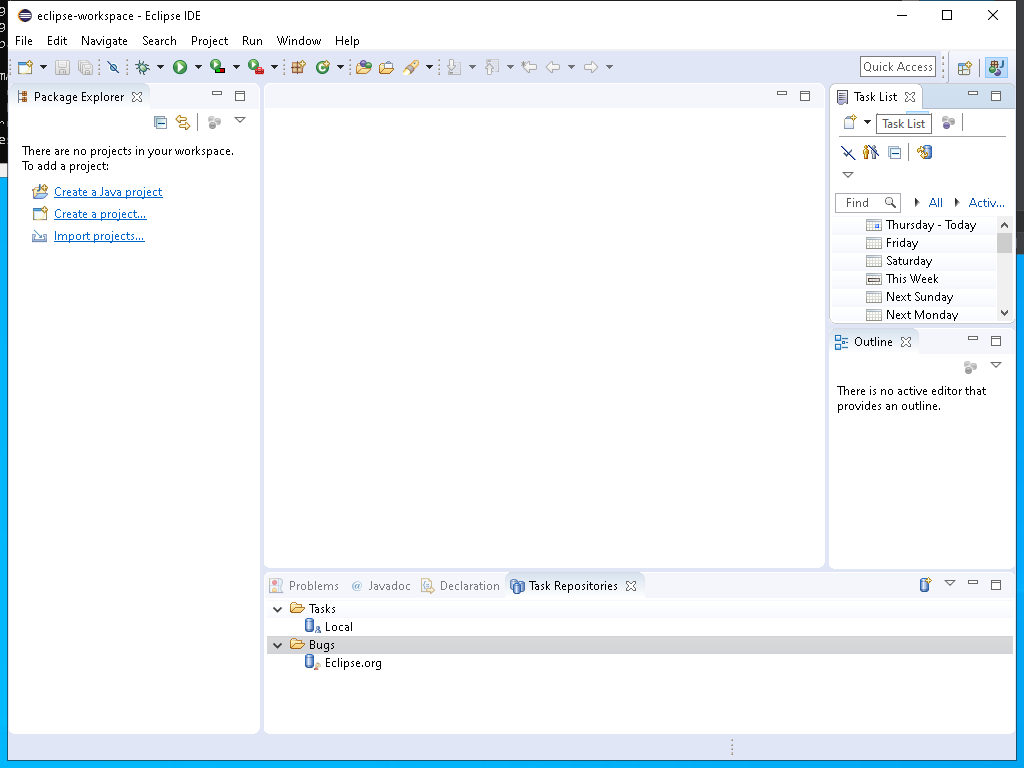 eclipse-workspace - Eclipse IDE
File Edit Navigate Search Project Run Window Help
Quick Access
Package Explorer
There are no projects in your workspace.
To add a project:
Create a Java project
Create a project...
Import projects...
Task List
Task List
Find All Activ...
Thursday - Today
Friday
Saturday
This Week
Next Sunday
Next Monday
Outline
There is no active editor that
provides an outline.
Problems @ Javadoc Declaration Task Repositories
Tasks
Local
Bugs
Eclipse.org